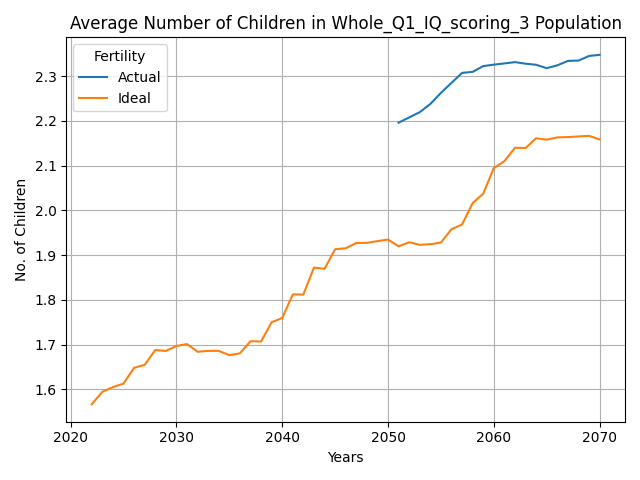 Average Number of Children in Whole_Q1_IQ_scoring_3 Population
Fertility
Actual
Ideal
No. of Children
2.3
2.2
2.1
2.0
1.9
1.8
1.7
1.6
2020
2030
2040
2050
2060
2070
Years